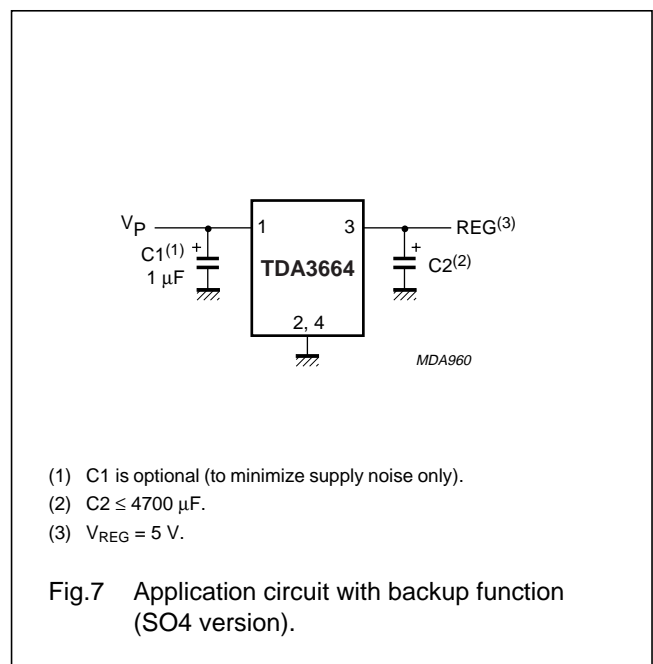 V_P
1
3
REG(3)
C1(1)
+
1 μF
TDA3664
+
C2(2)
2, 4
MDA960
(1) C1 is optional (to minimize supply noise only).
(2) C2 ≤ 4700 μF.
(3) V_REG = 5 V.
Fig.7 Application circuit with backup function
(SO4 version).